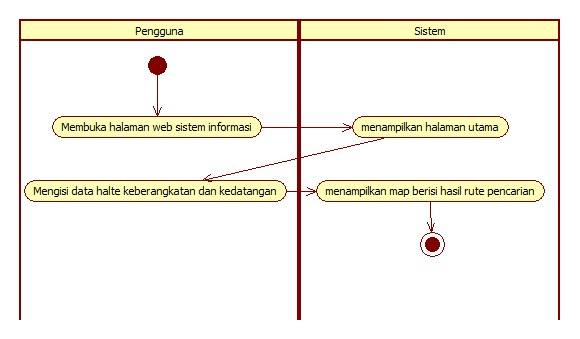 Pengguna
Sistem
Membuka halaman web sistem informasi
menampilkan halaman utama
Mengisi data halte keberangkatan dan kedatangan
menampilkan map berisi hasil rute pencarian